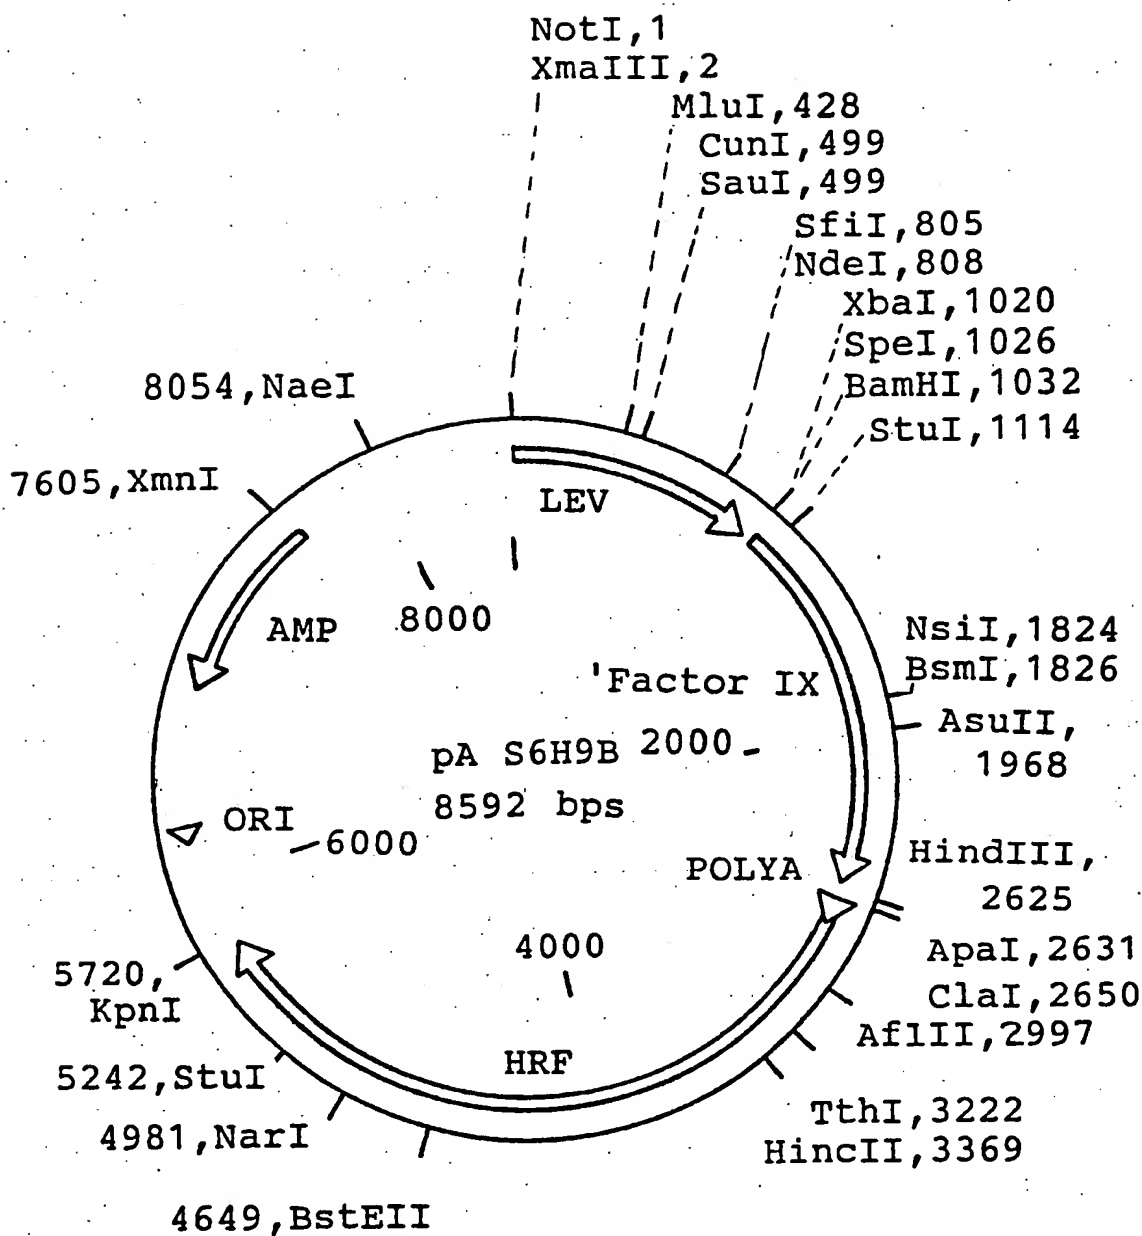 NotI,1
XmaIII,2
MluI,428
CunI,499
SauI,499
SfiI,805
NdeI,808
XbaI,1020
SpeI,1026
BamHI,1032
StuI,1114
8054,NaeI
7605,XmnI
LEV
8000
AMP
NsiI,1824
BsmI,1826
'Factor IX
AsuII,
1968
2000
pA S6H9B
8592 bps
ORI
6000
POLYA
HindIII,
2625
ApaI,2631
ClaI,2650
AflII,2997
4000
5720,
KpnI
HRF
5242,StuI
TthI,3222
4981,NarI
HincII,3369
4649,BstEII